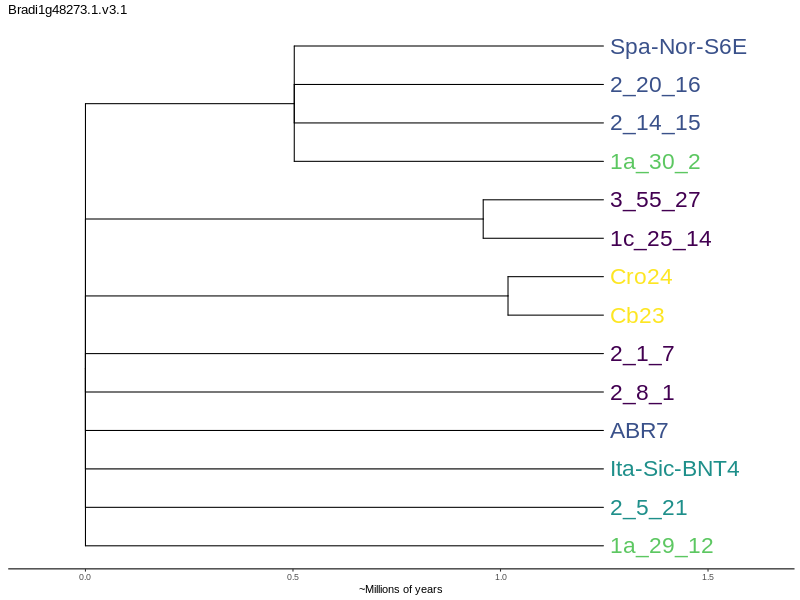 Bradi1g48273.1.v3.1
Spa-Nor-S6E
2_20_16
2_14_15
1a_30_2
3_55_27
1c_25_14
Cro24
Cb23
2_1_7
2_8_1
ABR7
Ita-Sic-BNT4
2_5_21
1a_29_12
0.0 0.5 1.0 1.5
~Millions of years